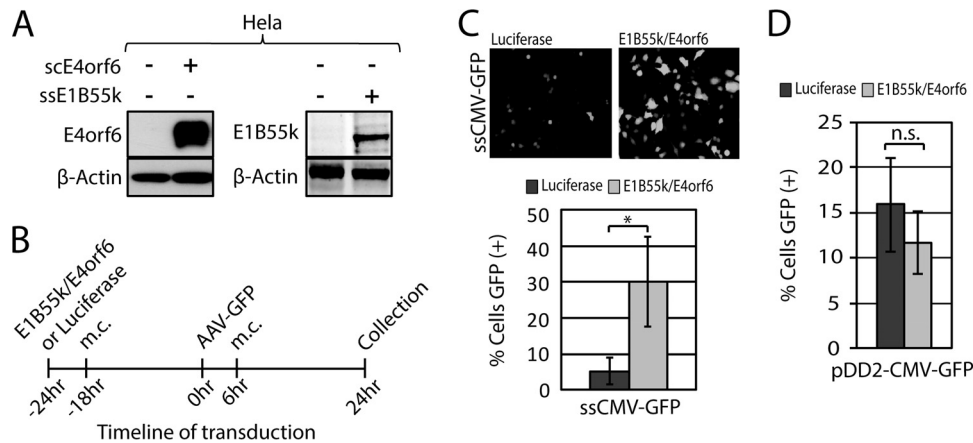 A
Hela
scE4orf6 - +
ssE1B55k - - - +
E4orf6
β-Actin
E1B55k
β-Actin
B
E1B55k/E4orf6
or Luciferase
m.c.
AAV-GFP
m.c.
Collection
-24hr
-18hr
0hr
6hr
24hr
Timeline of transduction
C
Luciferase
E1B55k/E4orf6
ssCMV-GFP
Luciferase E1B55k/E4orf6
% Cells GFP (+)
50
40
30
20
10
0
*
ssCMV-GFP
D
Luciferase E1B55k/E4orf6
% Cells GFP (+)
25
20
15
10
5
0
n.s.
pDD2-CMV-GFP